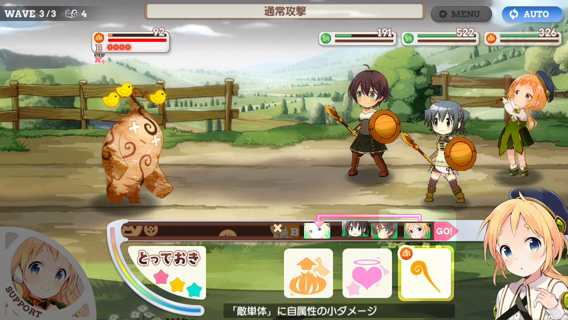 WAVE 3/3 4
通常攻撃
MENU
AUTO
92
B
191
522
326
B
GO!
とっておき
SUPPORT
「敵単体」に自属性の小ダメージ